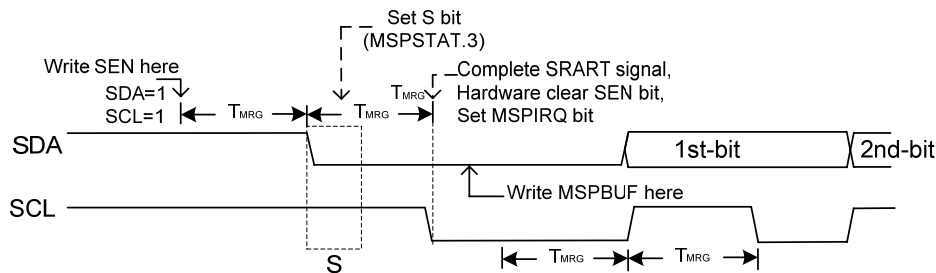 Set S bit
(MSPSTAT.3)
Write SEN here
SDA=1
SCL=1
TMRG
TMRG
TMRG
Complete SRART signal,
Hardware clear SEN bit,
Set MSPIRQ bit
SDA
1st-bit
2nd-bit
Write MSPBUF here
SCL
S
TMRG
TMRG